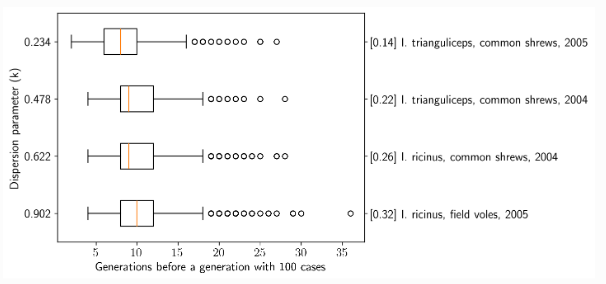 0.234
[0.14] I. trianguliceps, common shrews, 2005
0.478
[0.22] I. trianguliceps, common shrews, 2004
0.622
[0.26] I. ricinus, common shrews, 2004
0.902
[0.32] I. ricinus, field voles, 2005
Dispersion parameter (k)
5 10 15 20 25 30 35
Generations before a generation with 100 cases